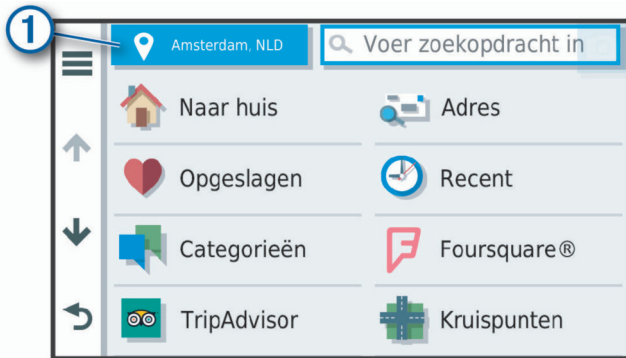 1
Amsterdam, NLD
Voer zoekopdracht in
Naar huis
Adres
Opgeslagen
Recent
Categorieën
Foursquare®
TripAdvisor
Kruispunten